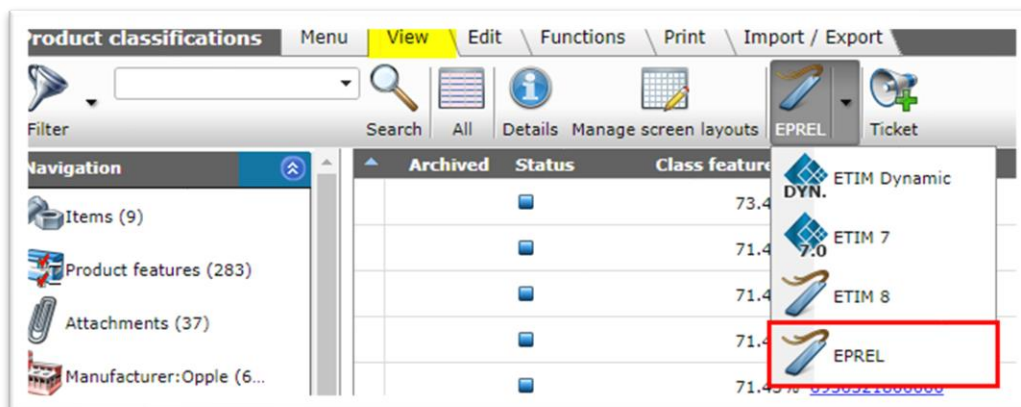 Product classifications Menu View Edit Functions Print Import / Export
Filter Search All Details Manage screen layouts EPREL Ticket
Navigation Archived Status Class feature
ETIM Dynamic
DYN.
Items (9) 73.4
ETIM 7
7.0
Product features (283) 71.4
ETIM 8
Attachments (37) 71.4
EPREL
71.4
Manufacturer:Opple (6...
71.43%